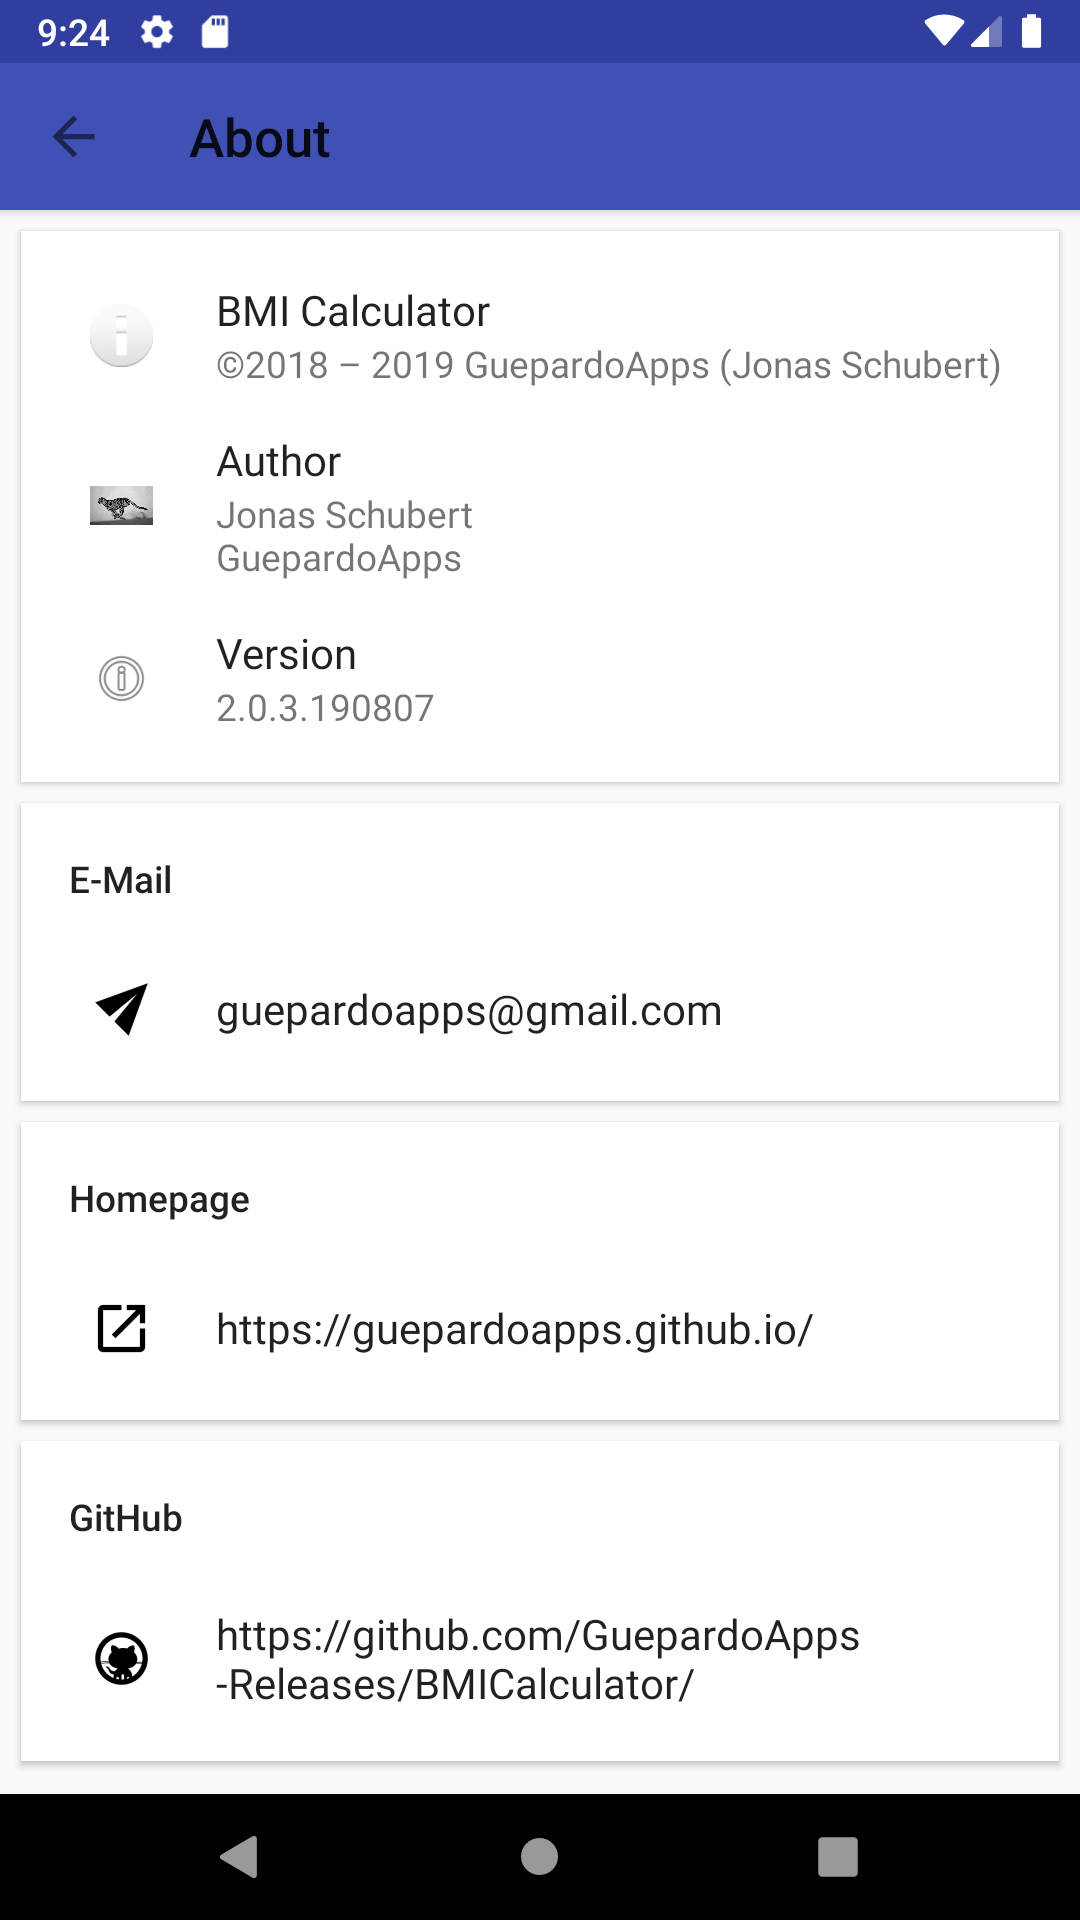 9:24
About
BMI Calculator
©2018 – 2019 GuepardoApps (Jonas Schubert)
Author
Jonas Schubert
GuepardoApps
Version
2.0.3.190807
E-Mail
guepardoapps@gmail.com
Homepage
https://guepardoapps.github.io/
GitHub
https://github.com/GuepardoApps
-Releases/BMICalculator/